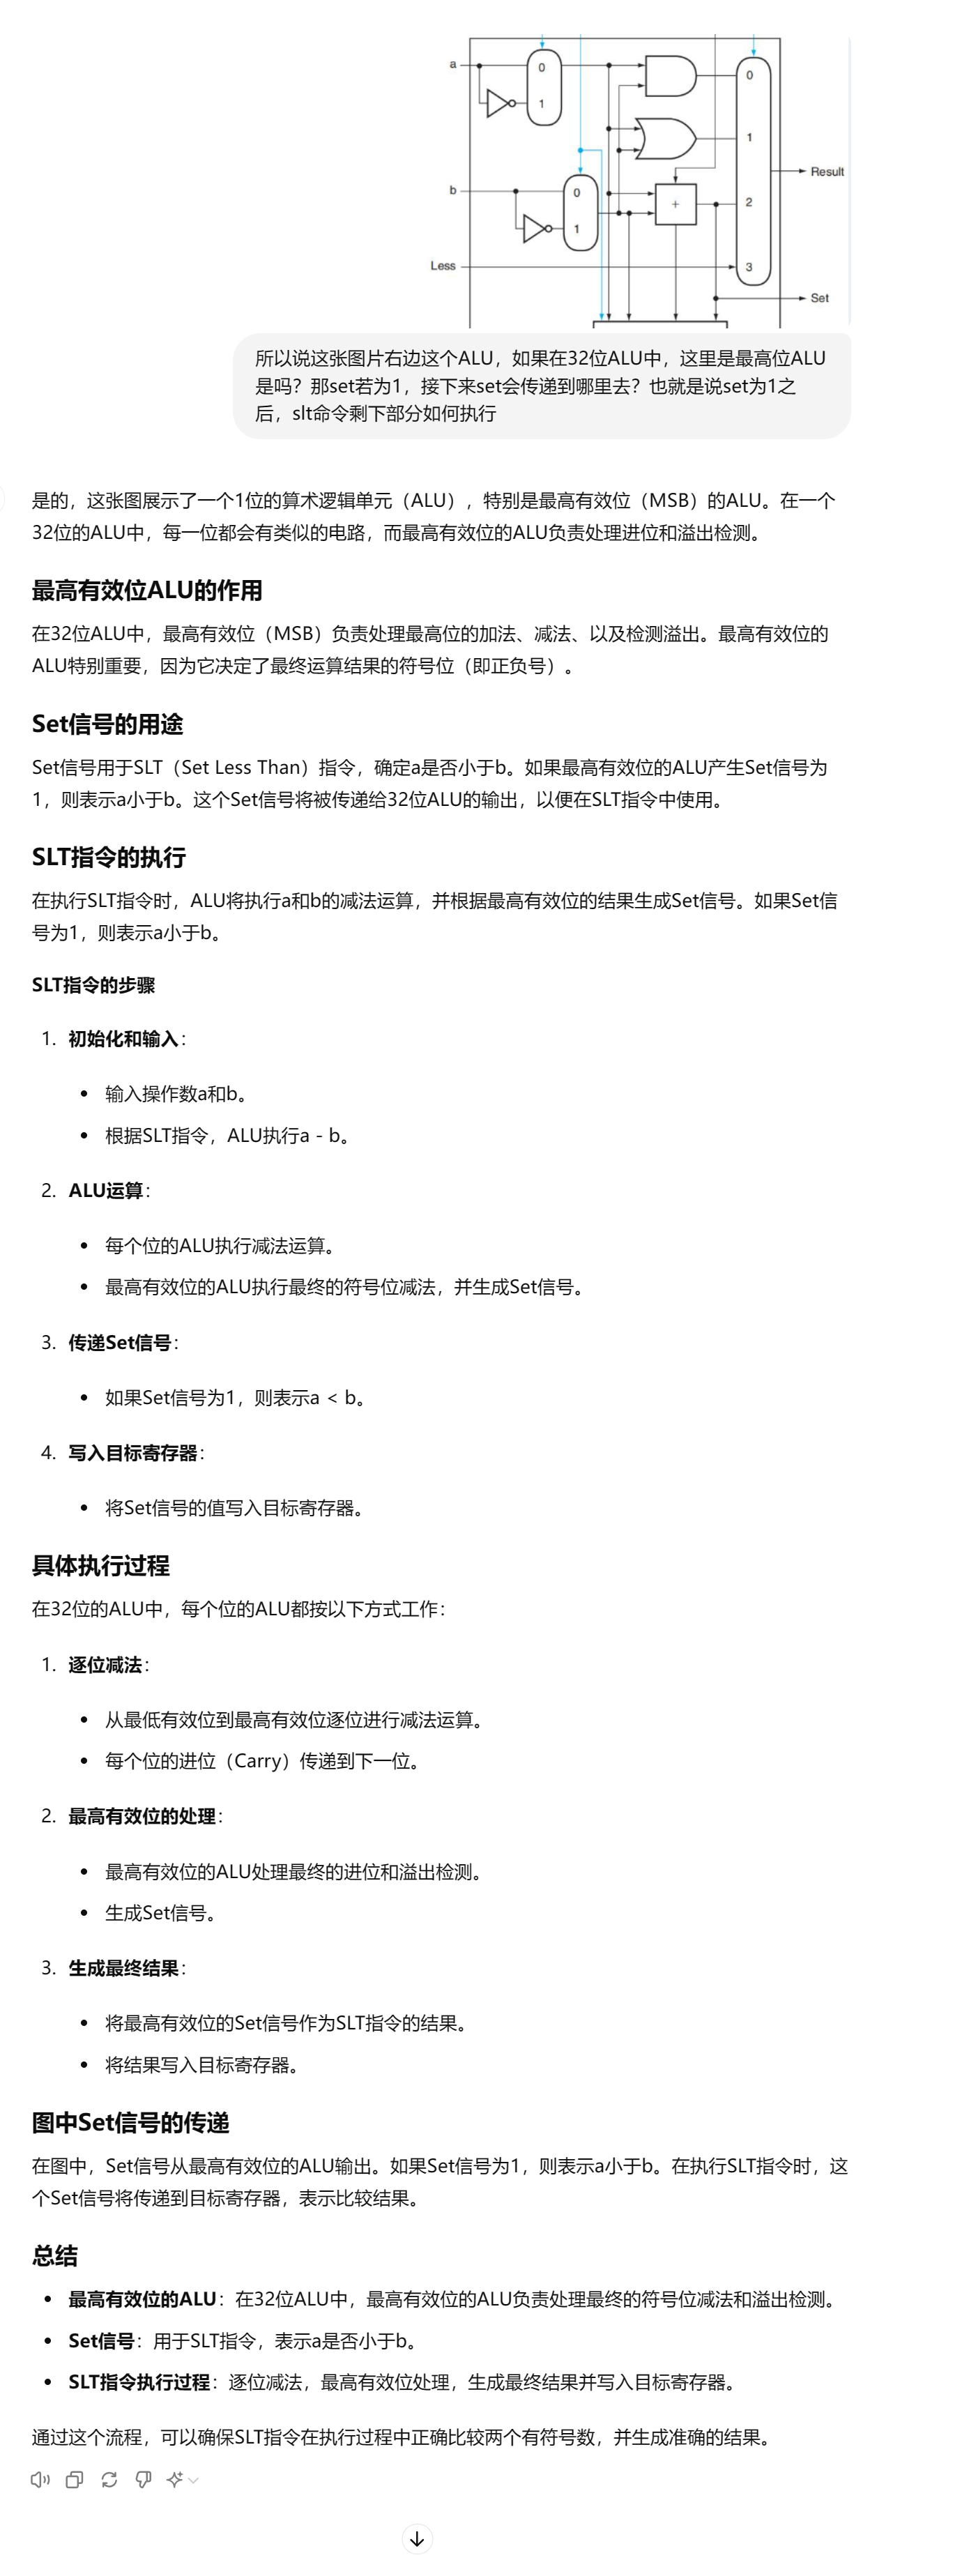 a
0
0
1
1
Result
b
0
+
2
1
Less
3
Set
所以说这张图片右边这个ALU，如果在32位ALU中，这里是最高位ALU
是吗？那set若为1，接下来set会传递到哪里去？也就是说set为1之
后，slt命令剩下部分如何执行
是的，这张图展示了一个1位的算术逻辑单元（ALU），特别是最高有效位（MSB）的ALU。在一个
32位的ALU中，每一位都会有类似的电路，而最高有效位的ALU负责处理进位和溢出检测。
最高有效位ALU的作用
在32位ALU中，最高有效位（MSB）负责处理最高位的加法、减法、以及检测溢出。最高有效位的
ALU特别重要，因为它决定了最终运算结果的符号位（即正负号）。
Set信号的用途
Set信号用于SLT（Set Less Than）指令，确定a是否小于b。如果最高有效位的ALU产生Set信号为
1，则表示a小于b。这个Set信号将被传递给32位ALU的输出，以便在SLT指令中使用。
SLT指令的执行
在执行SLT指令时，ALU将执行a和b的减法运算，并根据最高有效位的结果生成Set信号。如果Set信
号为1，则表示a小于b。
SLT指令的步骤
1. 初始化和输入：
• 输入操作数a和b。
• 根据SLT指令，ALU执行a - b。
2. ALU运算：
• 每个位的ALU执行减法运算。
• 最高有效位的ALU执行最终的符号位减法，并生成Set信号。
3. 传递Set信号：
• 如果Set信号为1，则表示a < b。
4. 写入目标寄存器：
• 将Set信号的值写入目标寄存器。
具体执行过程
在32位的ALU中，每个位的ALU都按以下方式工作：
1. 逐位减法：
• 从最低有效位到最高有效位逐位进行减法运算。
• 每个位的进位（Carry）传递到下一位。
2. 最高有效位的处理：
• 最高有效位的ALU处理最终的进位和溢出检测。
• 生成Set信号。
3. 生成最终结果：
• 将最高有效位的Set信号作为SLT指令的结果。
• 将结果写入目标寄存器。
图中Set信号的传递
在图中，Set信号从最高有效位的ALU输出。如果Set信号为1，则表示a小于b。在执行SLT指令时，这
个Set信号将传递到目标寄存器，表示比较结果。
总结
• 最高有效位的ALU：在32位ALU中，最高有效位的ALU负责处理最终的符号位减法和溢出检测。
• Set信号：用于SLT指令，表示a是否小于b。
• SLT指令执行过程：逐位减法，最高有效位处理，生成最终结果并写入目标寄存器。
通过这个流程，可以确保SLT指令在执行过程中正确比较两个有符号数，并生成准确的结果。